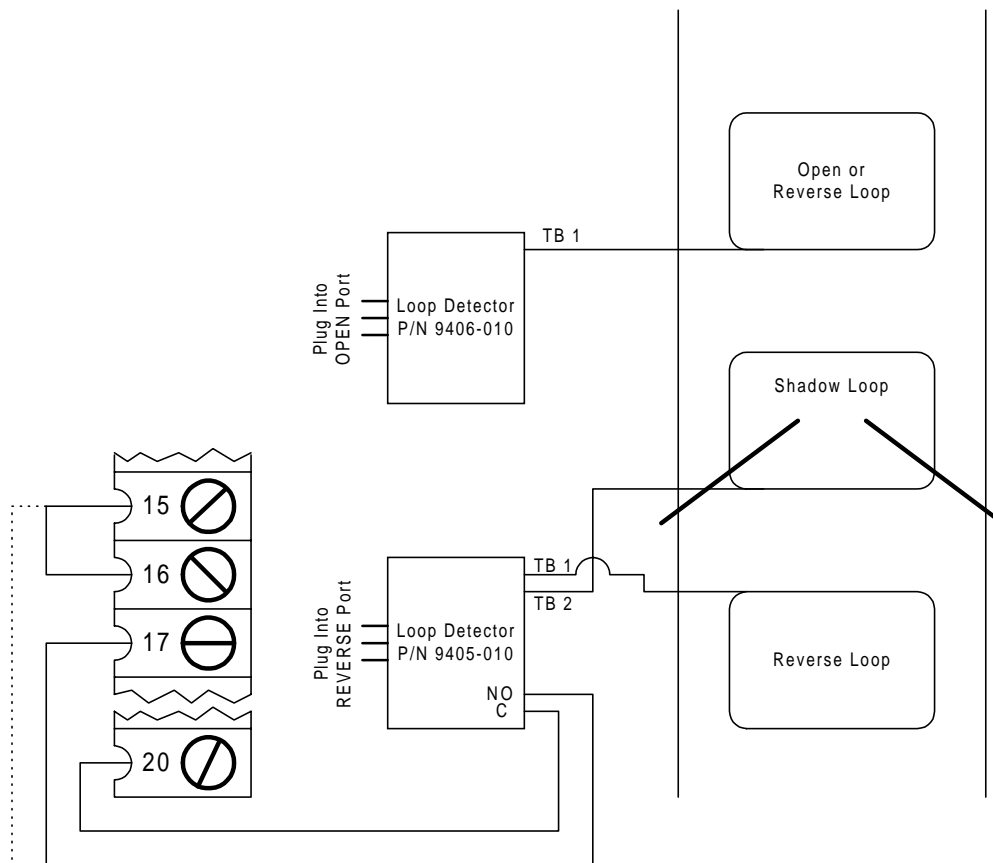 Open or
Reverse Loop
TB 1
Plug Into
OPEN Port
Loop Detector
P/N 9406-010
Shadow Loop
15
16
17
20
TB 1
TB 2
Plug Into
REVERSE Port
Loop Detector
P/N 9405-010
NO
C
Reverse Loop